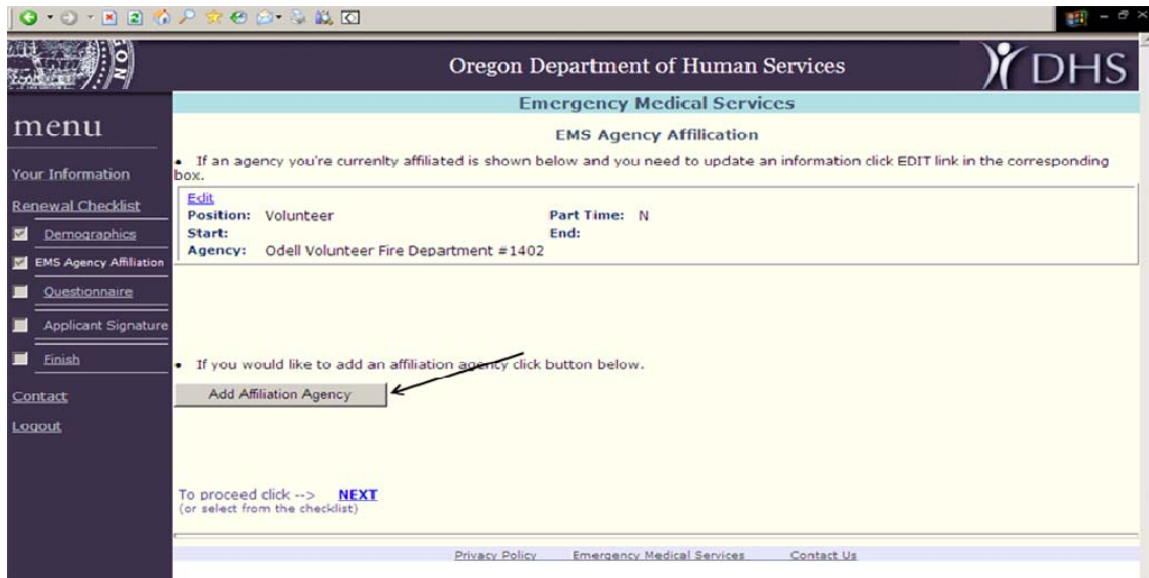 Oregon Department of Human Services
DHS
Emergency Medical Services
menu
Your Information
Renewal Checklist
Demographics
EMS Agency Affiliation
Questionnaire
Applicant Signature
Finish
Contact
Logout
EMS Agency Affilication
• If an agency you're currenlty affiliated is shown below and you need to update an information click EDIT link in the corresponding
box.
Edit
Position: Volunteer Part Time: N
Start: End:
Agency: Odell Volunteer Fire Department #1402
• If you would like to add an affiliation agency click button below.
Add Affiliation Agency
To proceed click --> NEXT
(or select from the checklist)
Privacy Policy Emergency Medical Services Contact Us